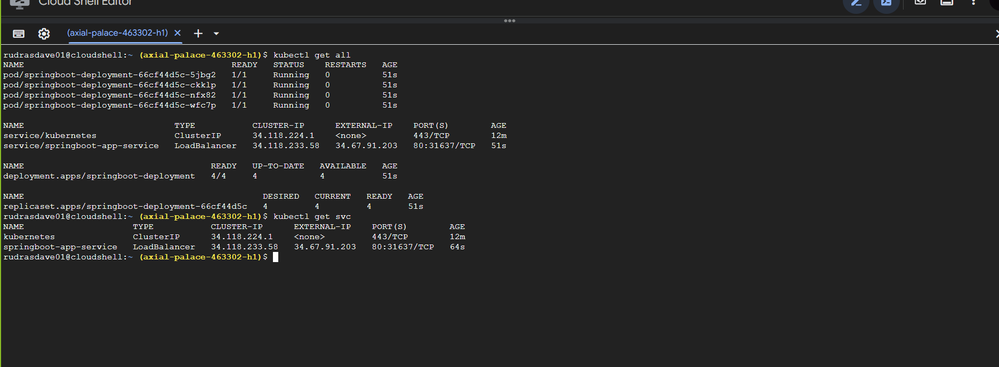 Cloud Shell Editor
(axial-palace-463302-h1)
rudrasdave01@cloudshell:~ (axial-palace-463302-h1)$ kubectl get all
NAME READY STATUS RESTARTS AGE
pod/springboot-deployment-66cf44d5c-5jbg2 1/1 Running 0 51s
pod/springboot-deployment-66cf44d5c-ckklp 1/1 Running 0 51s
pod/springboot-deployment-66cf44d5c-nfx82 1/1 Running 0 51s
pod/springboot-deployment-66cf44d5c-wfc7p 1/1 Running 0 51s
NAME TYPE CLUSTER-IP EXTERNAL-IP PORT(S) AGE
service/kubernetes ClusterIP 34.118.224.1 <none> 443/TCP 12m
service/springboot-app-service LoadBalancer 34.118.233.58 34.67.91.203 80:31637/TCP 51s
NAME READY UP-TO-DATE AVAILABLE AGE
deployment.apps/springboot-deployment 4/4 4 4 51s
NAME DESIRED CURRENT READY AGE
replicaset.apps/springboot-deployment-66cf44d5c 4 4 4 51s
rudrasdave01@cloudshell:~ (axial-palace-463302-h1)$ kubectl get svc
NAME TYPE CLUSTER-IP EXTERNAL-IP PORT(S) AGE
kubernetes ClusterIP 34.118.224.1 <none> 443/TCP 12m
springboot-app-service LoadBalancer 34.118.233.58 34.67.91.203 80:31637/TCP 64s
rudrasdave01@cloudshell:~ (axial-palace-463302-h1)$